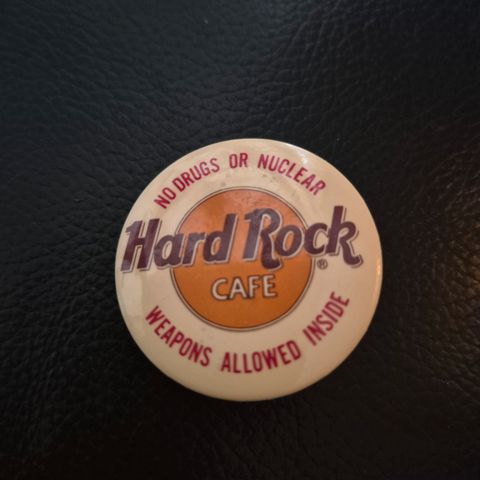 NO DRUGS OR NUCLEAR
Hard Rock®
CAFE
WEAPONS ALLOWED INSIDE